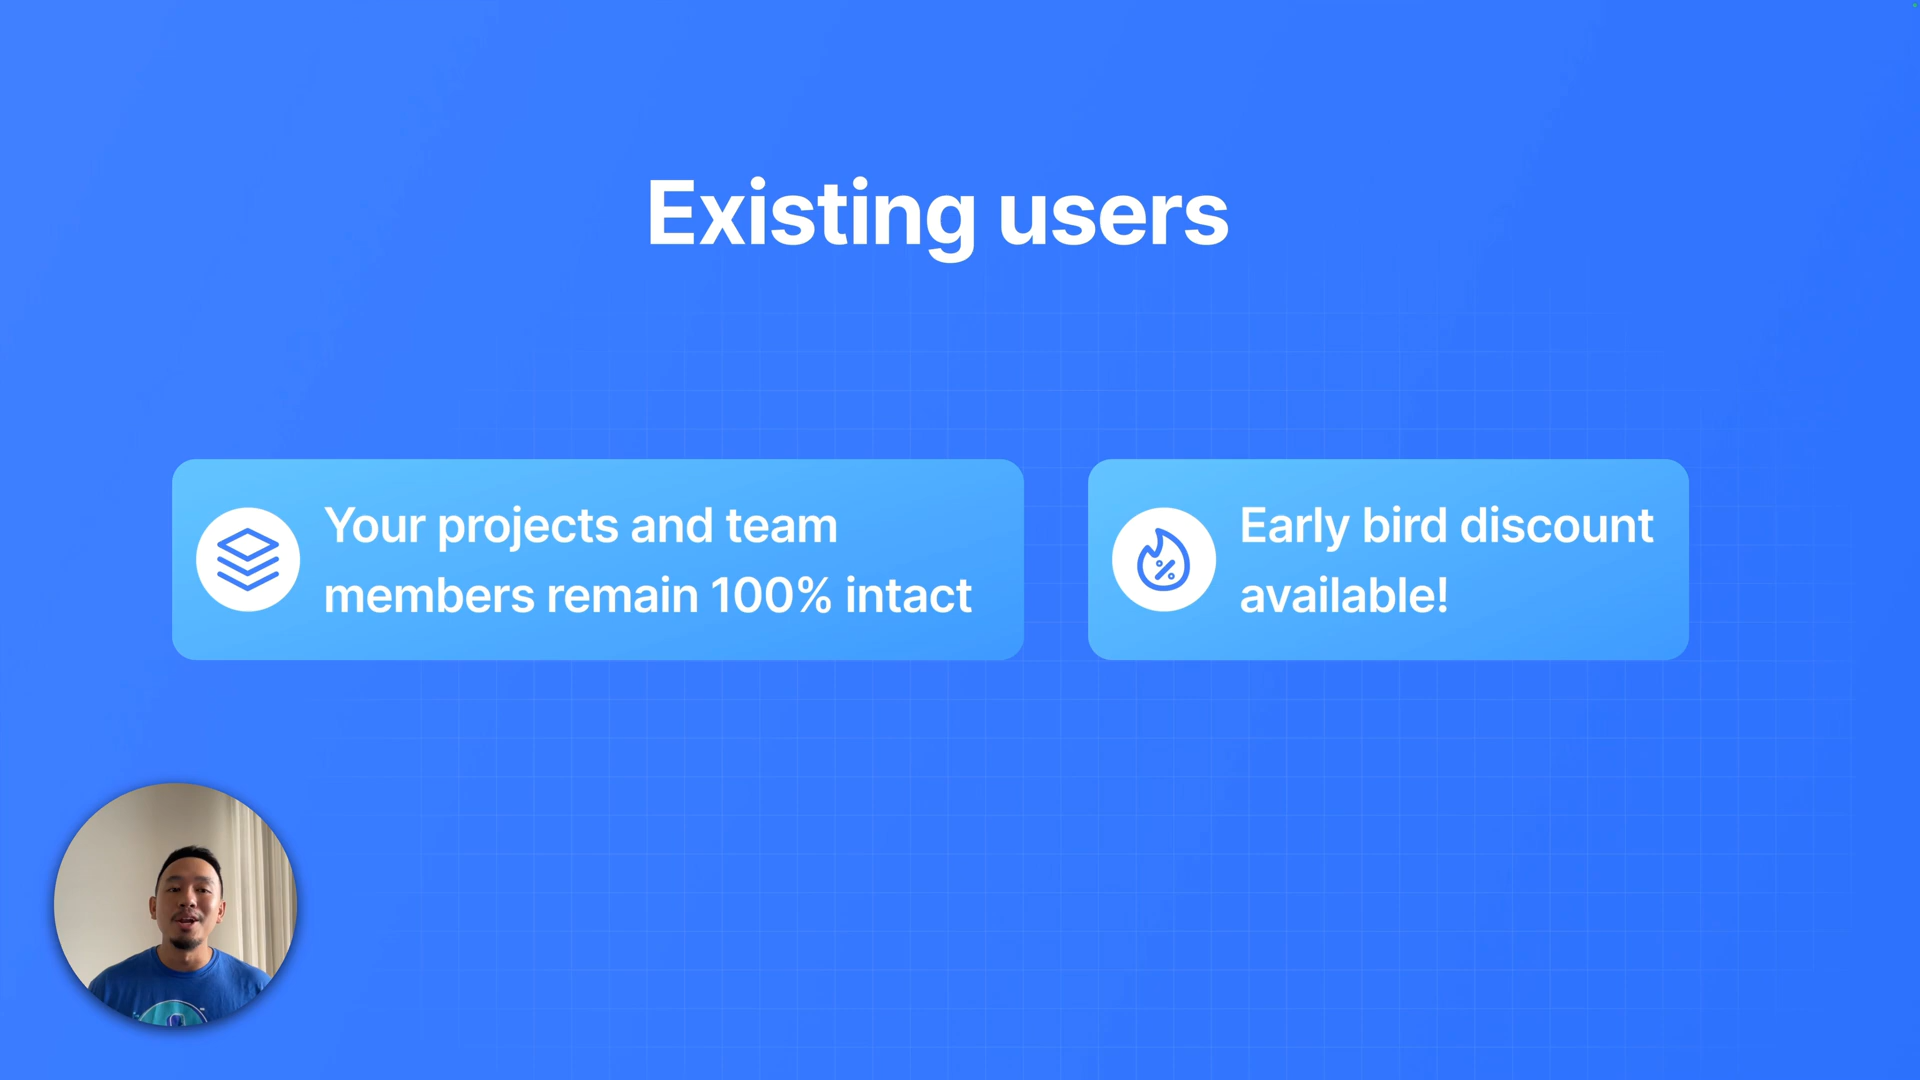 Existing users
Your projects and team
members remain 100% intact
Early bird discount
available!